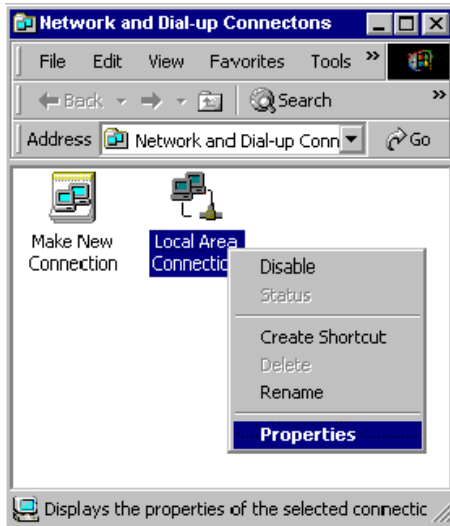 Network and Dial-up Connectons
File Edit View Favorites Tools »
Back Search »
Address Network and Dial-up Conn Go
Make New
Connection
Local Area
Connectic
Disable
Status
Create Shortcut
Delete
Rename
Properties
Displays the properties of the selected connectic